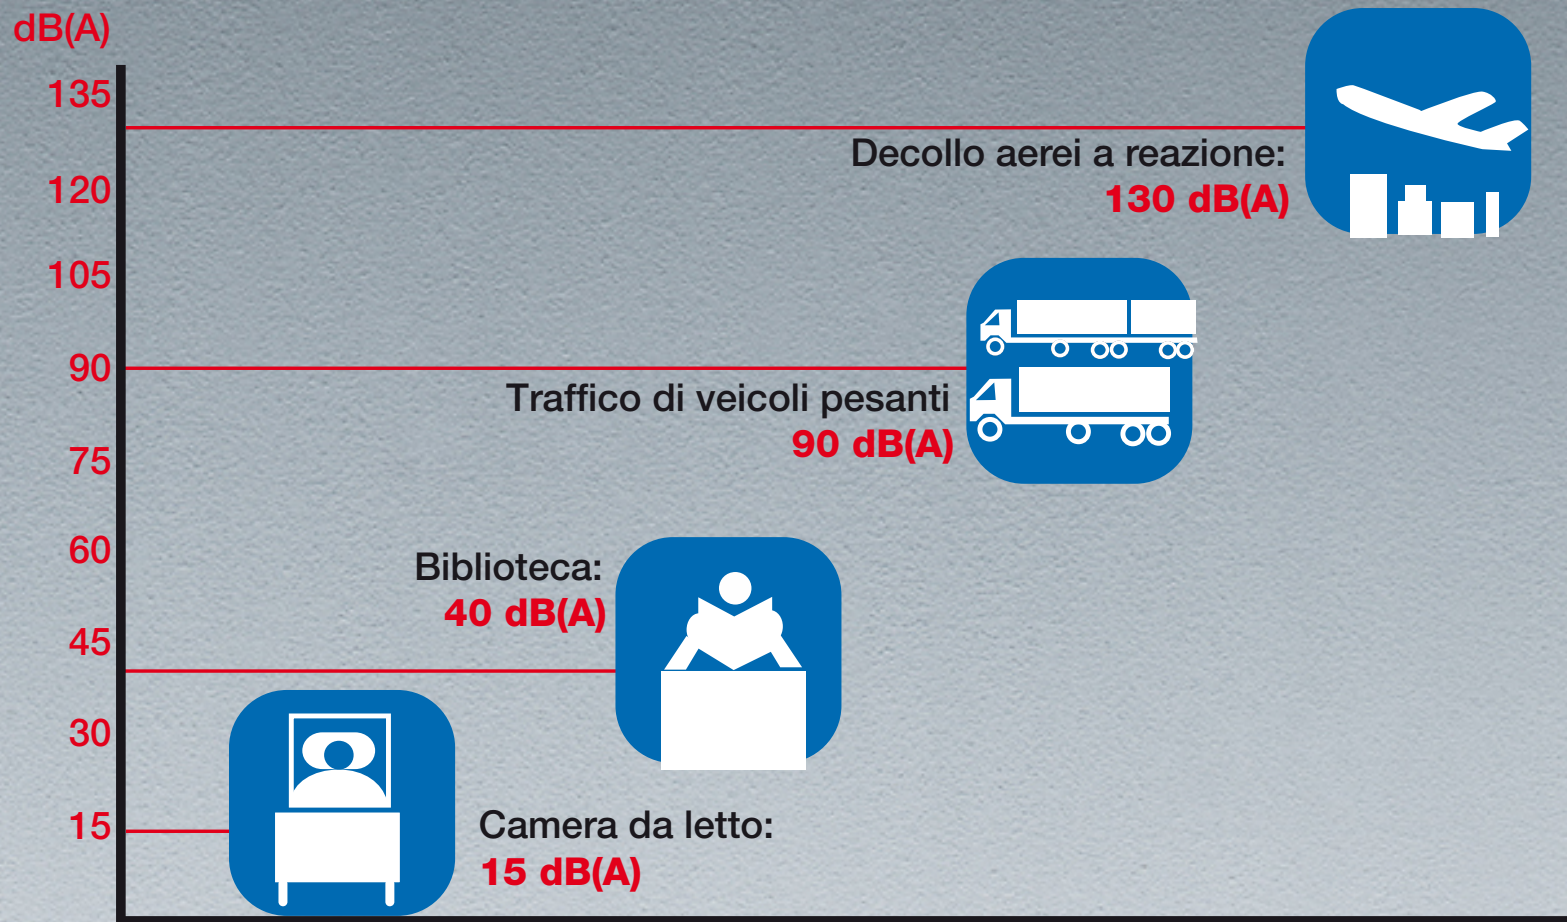 dB(A)
135
Decollo aerei a reazione:
130 dB(A)
120
105
90
Traffico di veicoli pesanti
90 dB(A)
75
60
Biblioteca:
40 dB(A)
45
30
15
Camera da letto:
15 dB(A)